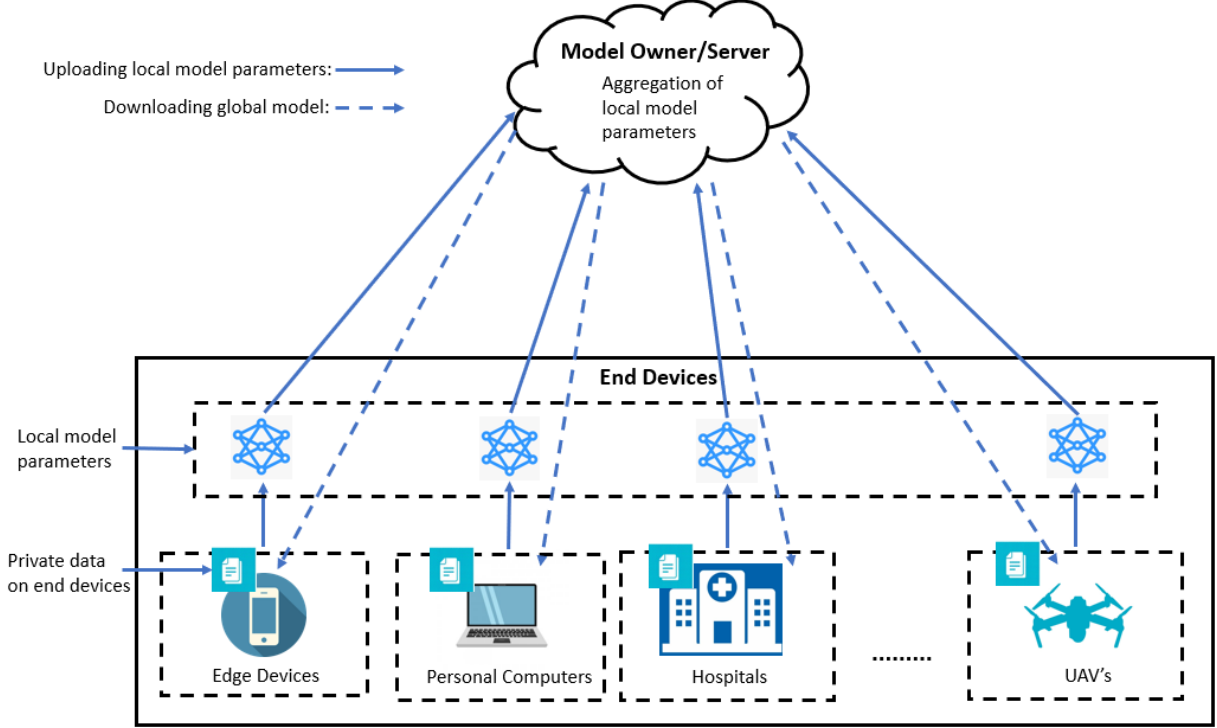 Model Owner/Server
Aggregation of
local model
parameters
Uploading local model parameters:
Downloading global model:
End Devices
Local model
parameters
Private data
on end devices
Edge Devices
Personal Computers
Hospitals
..........
UAV's